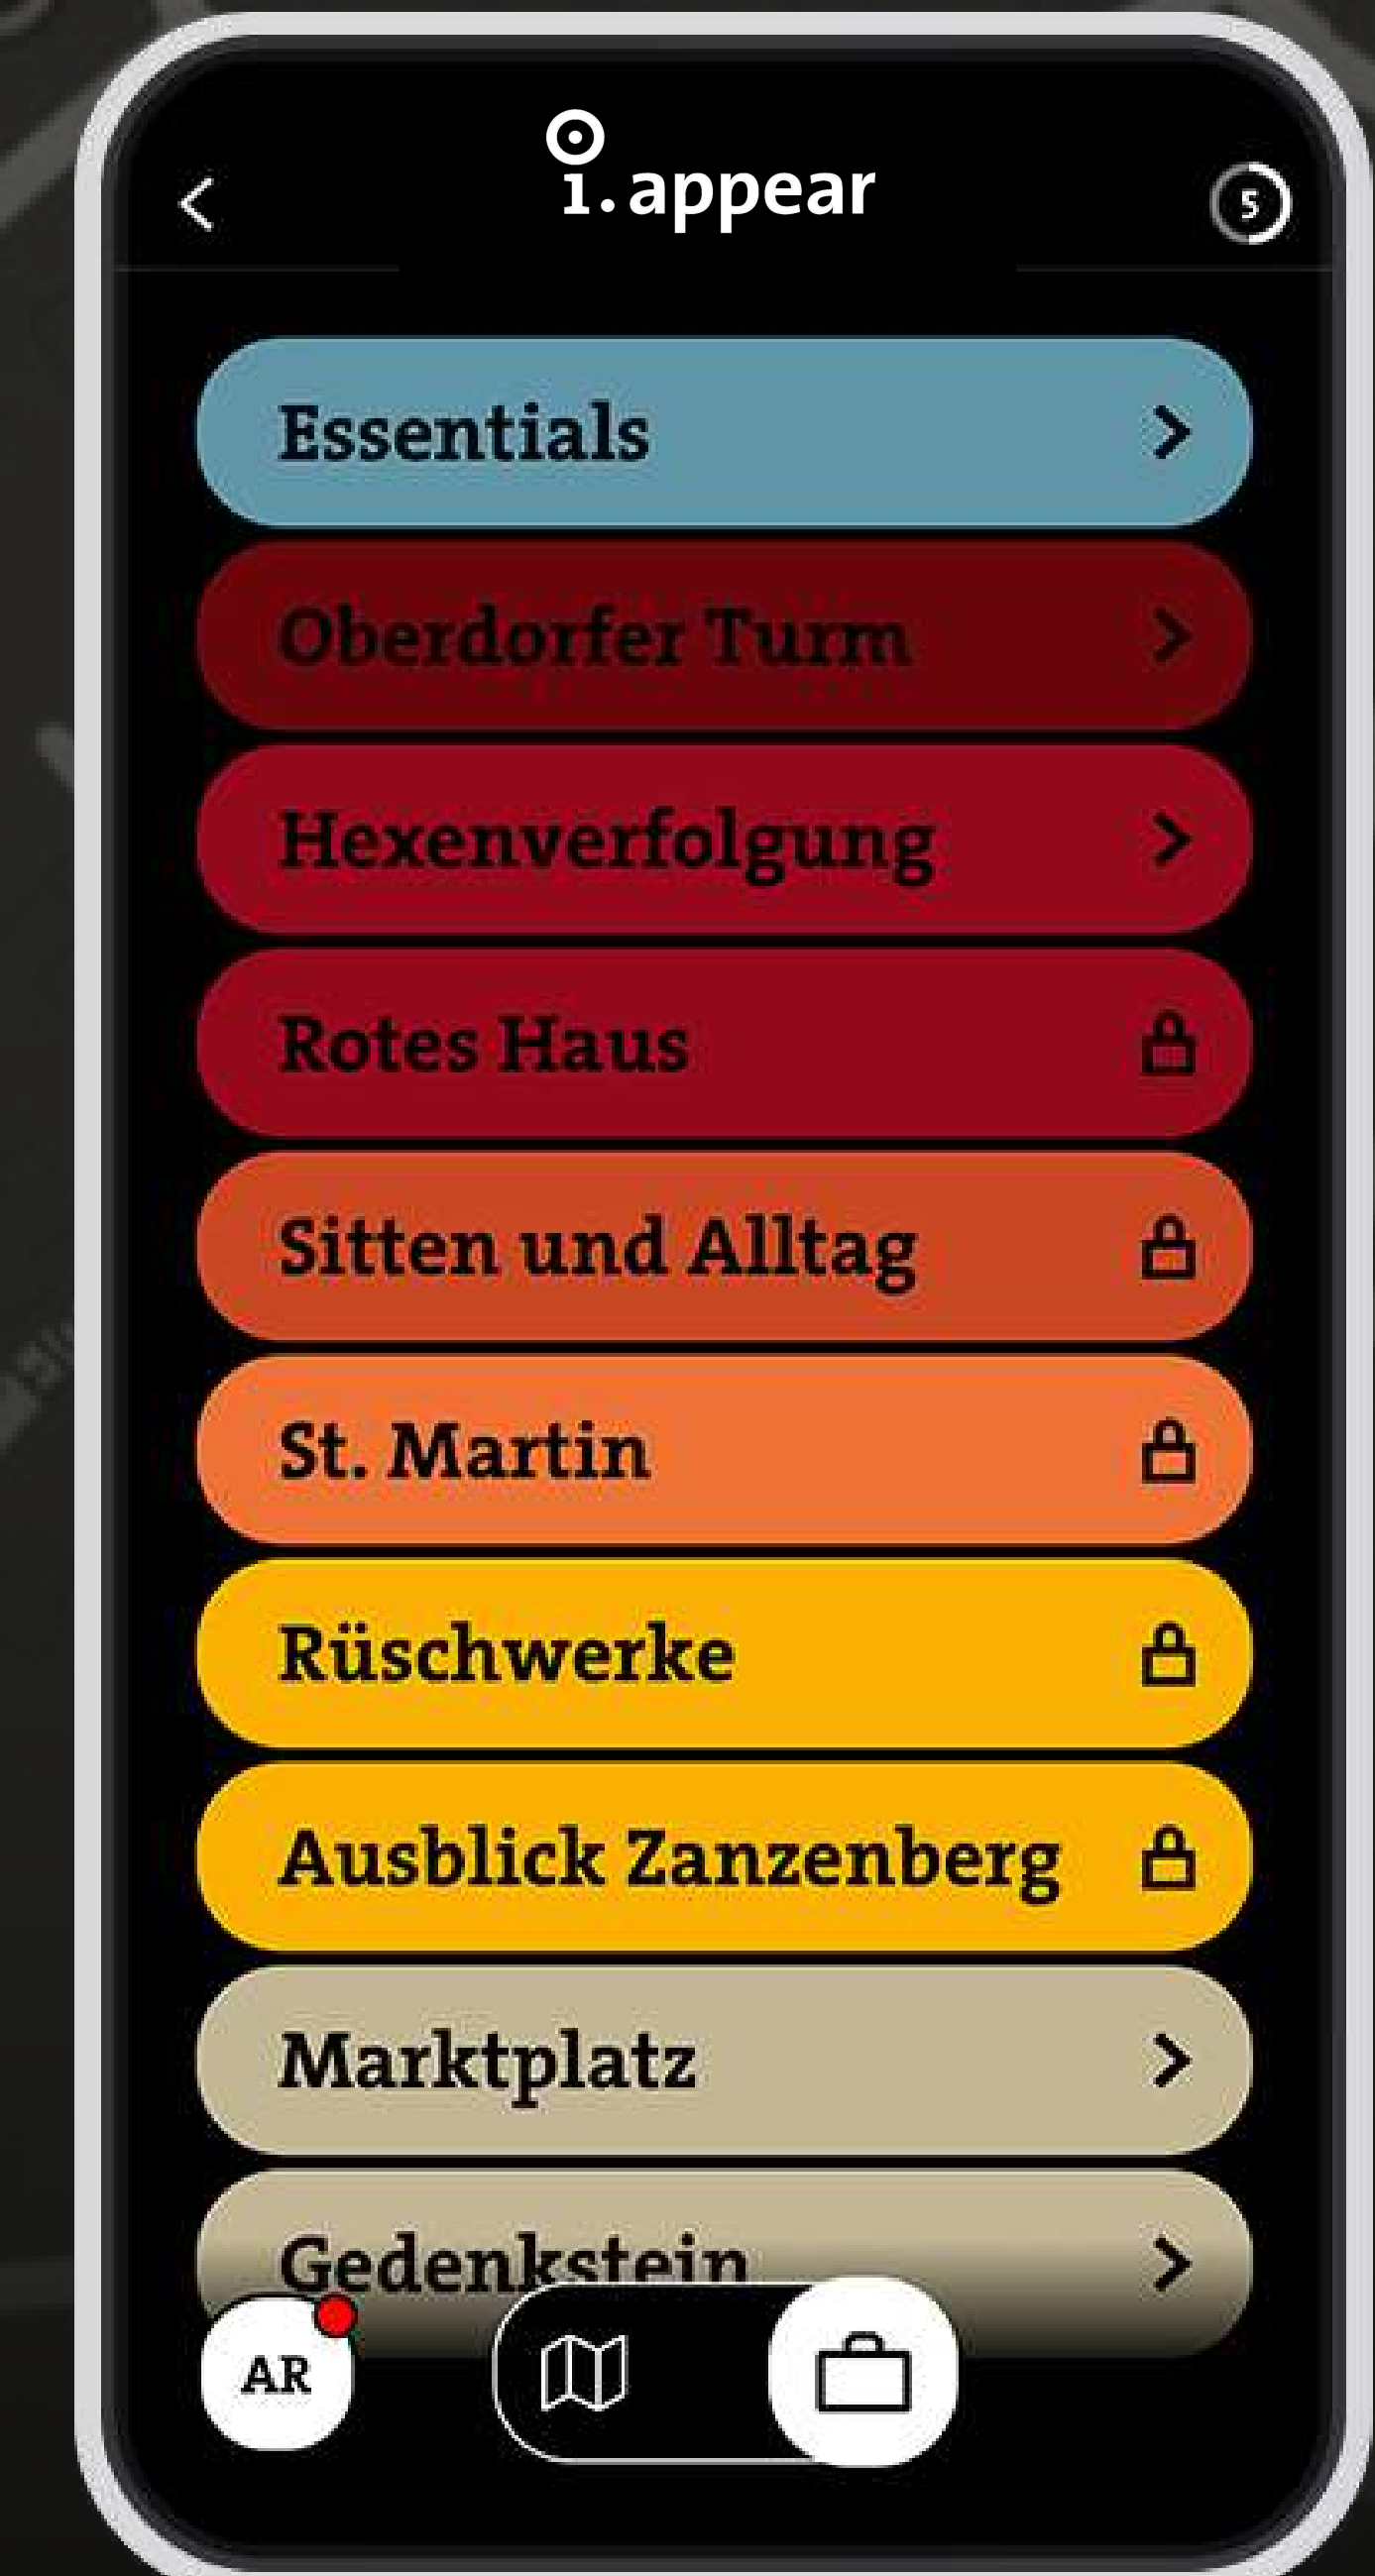 i.appear
5
Essentials
Oberdorfer Turm
Hexenverfolgung
Rotes Haus
Sitten und Alltag
St. Martin
Rüschwerke
Ausblick Zanzenberg
Marktplatz
Gedenkstein
AR